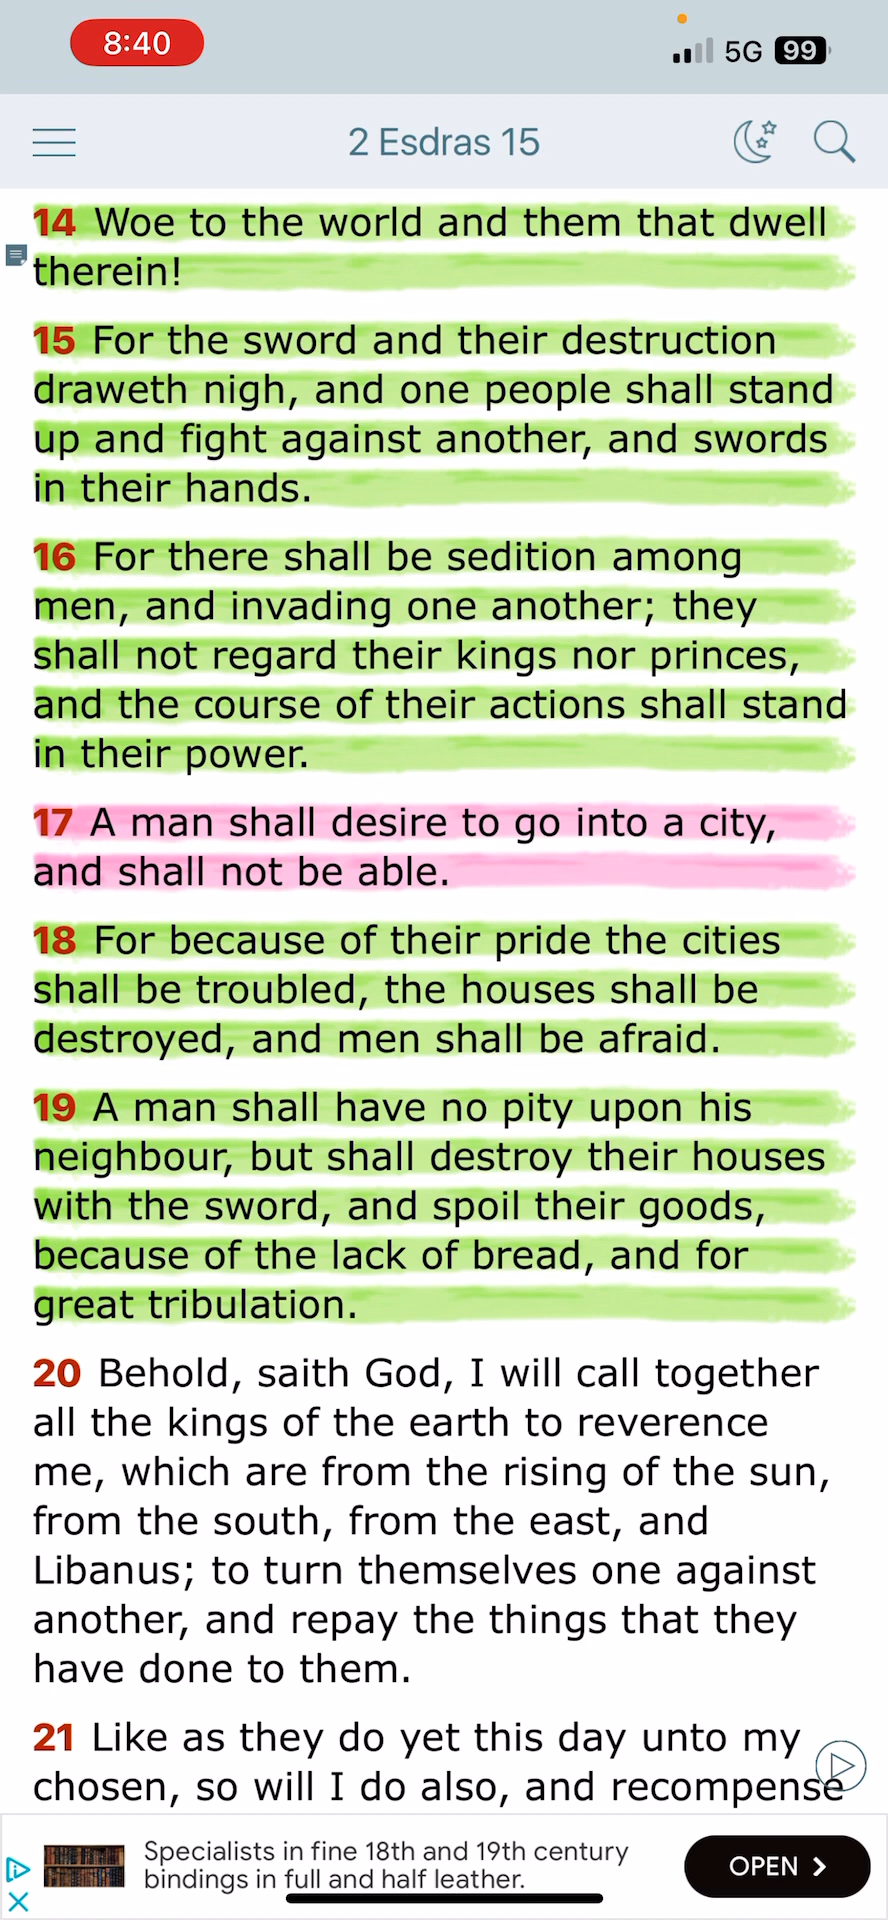 8:40
5G 99
2 Esdras 15
14 Woe to the world and them that dwell
therein!
15 For the sword and their destruction
draweth nigh, and one people shall stand
up and fight against another, and swords
in their hands.
16 For there shall be sedition among
men, and invading one another; they
shall not regard their kings nor princes,
and the course of their actions shall stand
in their power.
17 A man shall desire to go into a city,
and shall not be able.
18 For because of their pride the cities
shall be troubled, the houses shall be
destroyed, and men shall be afraid.
19 A man shall have no pity upon his
neighbour, but shall destroy their houses
with the sword, and spoil their goods,
because of the lack of bread, and for
great tribulation.
20 Behold, saith God, I will call together
all the kings of the earth to reverence
me, which are from the rising of the sun,
from the south, from the east, and
Libanus; to turn themselves one against
another, and repay the things that they
have done to them.
21 Like as they do yet this day unto my
chosen, so will I do also, and recompense
Specialists in fine 18th and 19th century
bindings in full and half leather.
OPEN